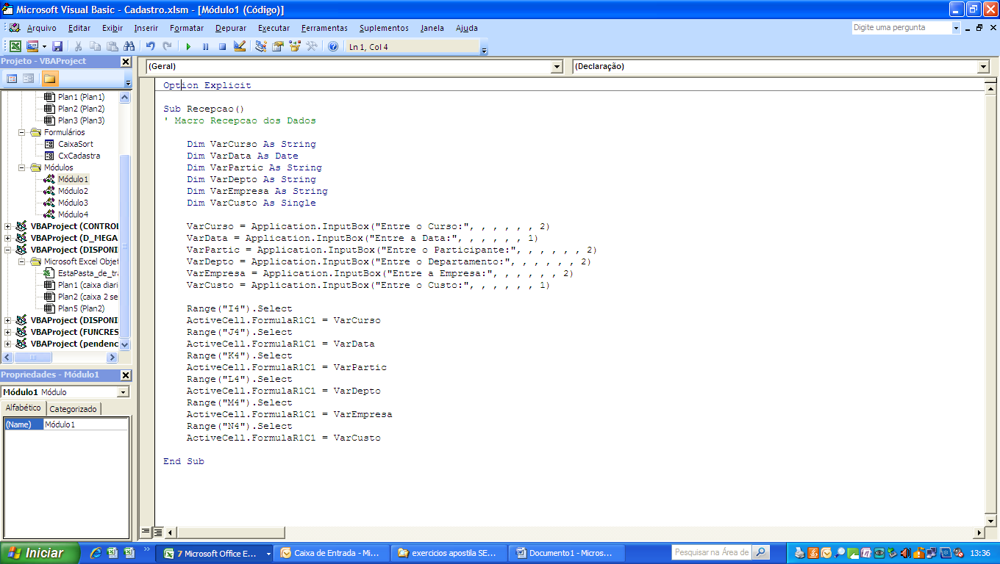 Microsoft Visual Basic - Cadastro.xlsm - [Módulo1 (Código)]
Arquivo Editar Exibir Inserir Formatar Depurar Executar Ferramentas Suplementos Janela Ajuda
Digite uma pergunta
Ln 1, Col 4
Projeto - VBAProject
Plan1 (Plan1)
Plan2 (Plan2)
Plan3 (Plan3)
Formulários
CaixaSort
CxCadastra
Módulos
Módulo1
Módulo2
Módulo3
Módulo4
VBAProject (CONTROL
VBAProject (D_MEGA
VBAProject (DISPONI
Microsoft Excel Objet
EstaPasta_de_tra
Plan1 (caixa diari
Plan2 (caixa 2 se
Plan5 (Plan2)
VBAProject (DISPONI
VBAProject (FUNCRES
VBAProject (pendenc
Propriedades - Módulo1
Módulo1 Módulo
Alfabético Categorizado
(Name) Módulo1
(Geral) (Declaração)
Option Explicit
Sub Recepcao()
' Macro Recepcao dos Dados
Dim VarCurso As String
Dim VarData As Date
Dim VarPartic As String
Dim VarDepto As String
Dim VarEmpresa As String
Dim VarCusto As Single
VarCurso = Application.InputBox("Entre o Curso:", , , , , , 2)
VarData = Application.InputBox("Entre a Data:", , , , , , 1)
VarPartic = Application.InputBox("Entre o Participante:", , , , , , 2)
VarDepto = Application.InputBox("Entre o Departamento:", , , , , , 2)
VarEmpresa = Application.InputBox("Entre a Empresa:", , , , , , 2)
VarCusto = Application.InputBox("Entre o Custo:", , , , , , 1)
Range("I4").Select
ActiveCell.FormulaR1C1 = VarCurso
Range("J4").Select
ActiveCell.FormulaR1C1 = VarData
Range("K4").Select
ActiveCell.FormulaR1C1 = VarPartic
Range("L4").Select
ActiveCell.FormulaR1C1 = VarDepto
Range("M4").Select
ActiveCell.FormulaR1C1 = VarEmpresa
Range("N4").Select
ActiveCell.FormulaR1C1 = VarCusto
End Sub
Iniciar 7 Microsoft Office E... Caixa de Entrada - Mi... exercicios apostila SE... Documento1 - Micros... Pesquisar na Área de 13:36